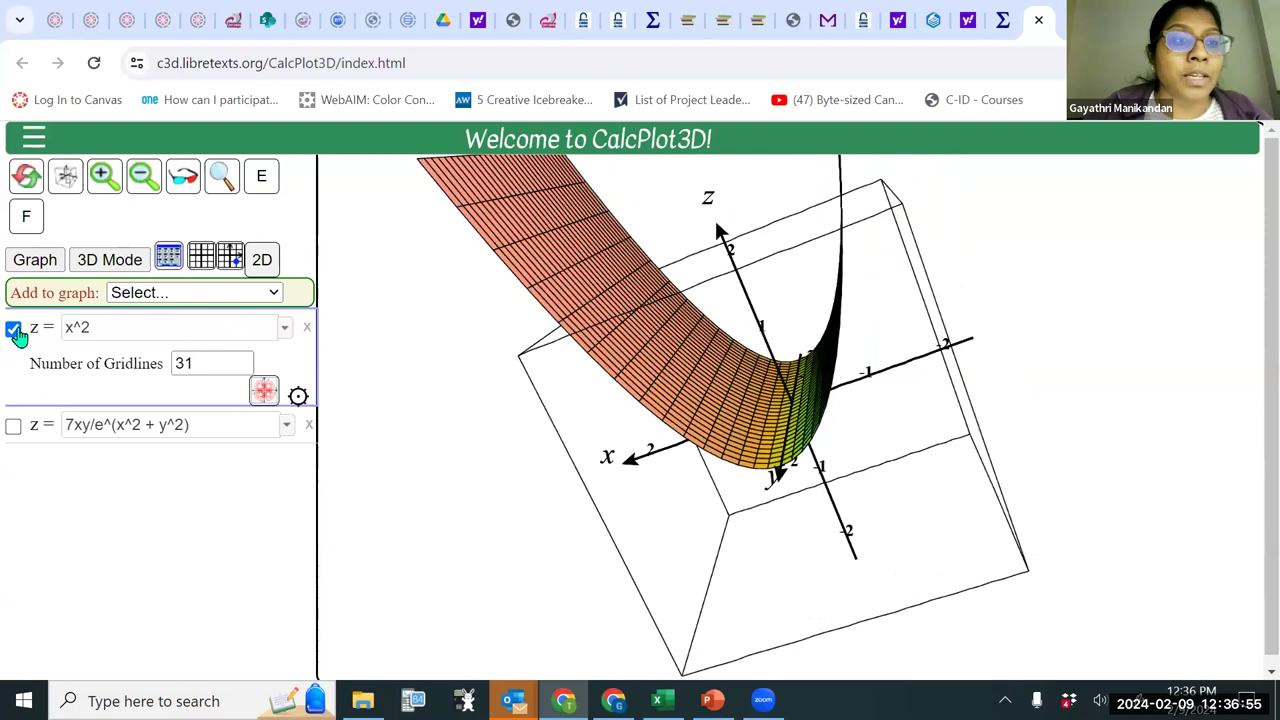 c3d.libretexts.org/CalcPlot3D/index.html
Log In to Canvas
one How can I participat...
WebAIM: Color Con...
AW 5 Creative Icebreake...
List of Project Leade...
(47) Byte-sized Can...
C-ID - Courses
Gayathri Manikandan
Welcome to CalcPlot3D!
E
F
Graph
3D Mode
2D
Add to graph: Select...
z = x^2 x
Number of Gridlines 31
z = 7xy/e^(x^2 + y^2) x
z
2
1
-2
-1
x
2
y
2
-1
-2
Type here to search
12:36 PM
2024-02-09 12:36:55